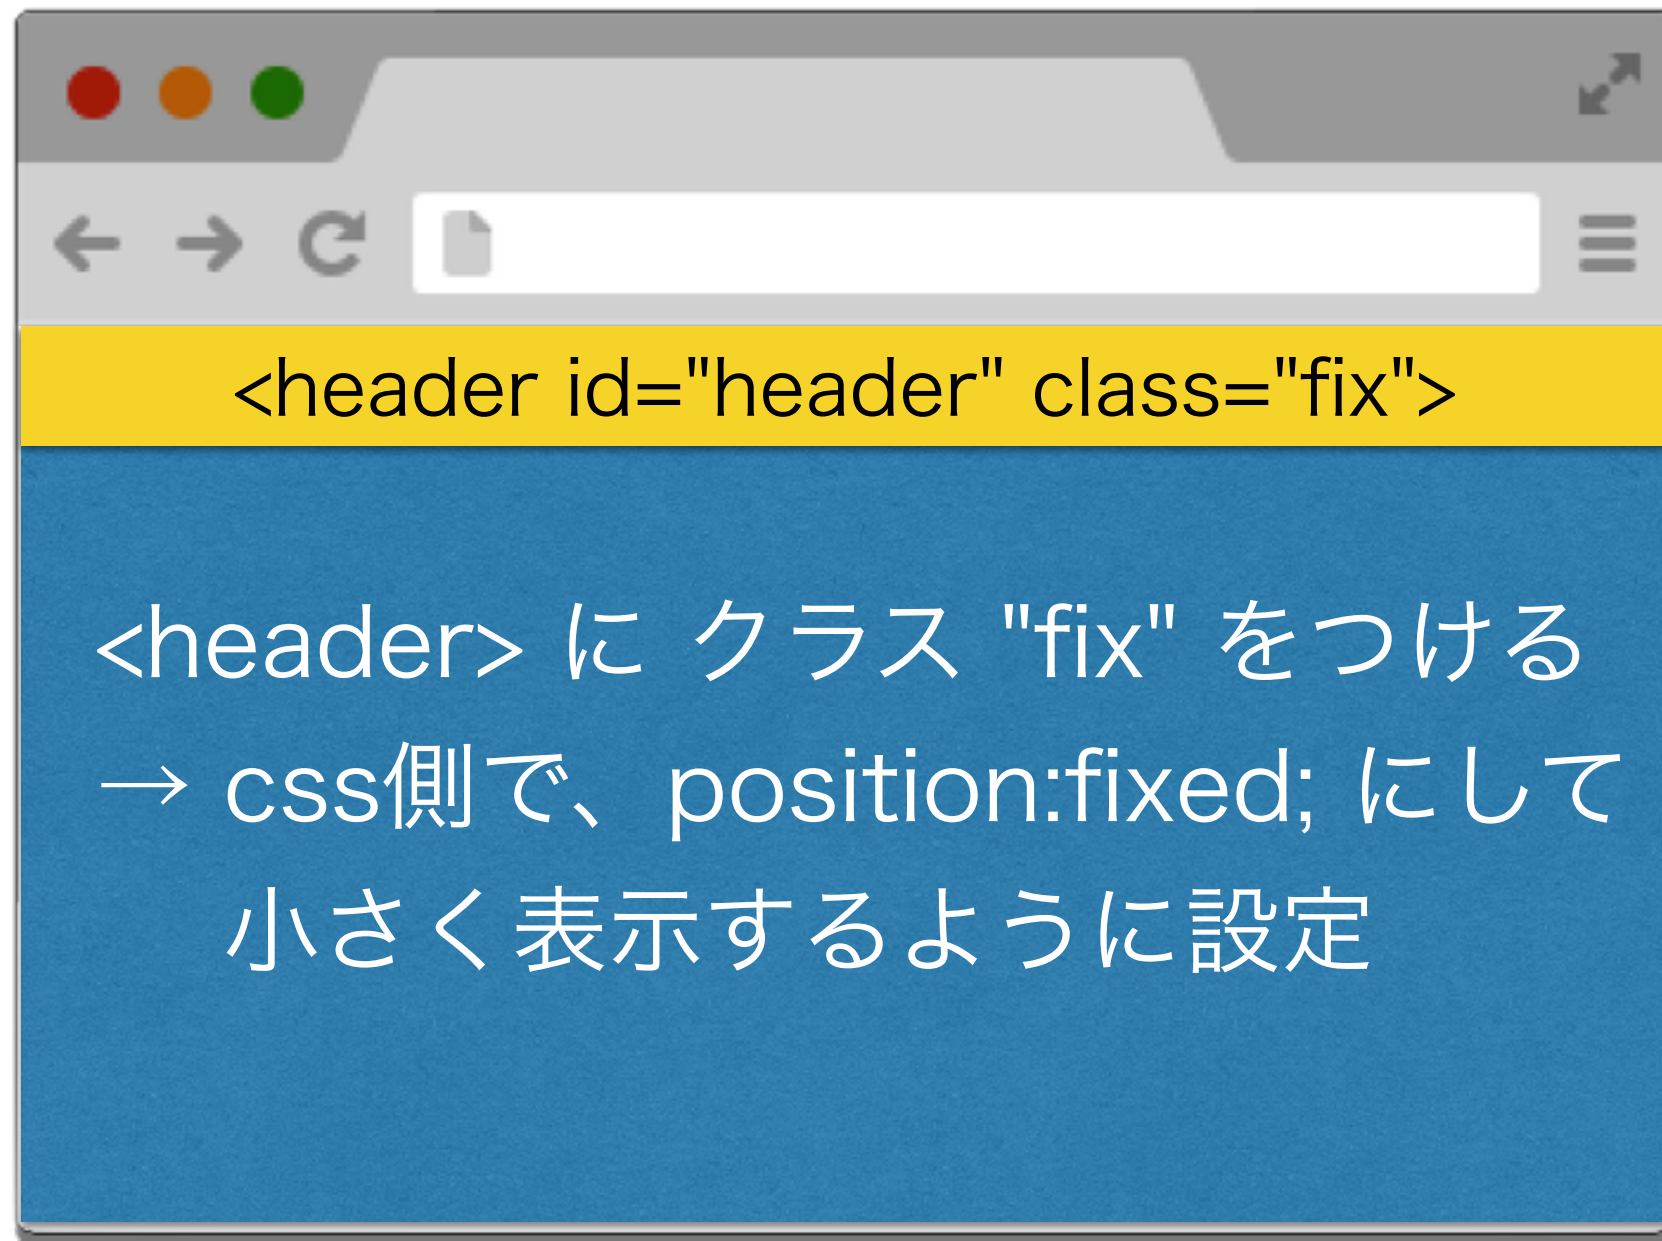 <header id="header" class="fix">
<header> に クラス "fix" をつける
→ css側で、position:fixed; にして
小さく表示するように設定